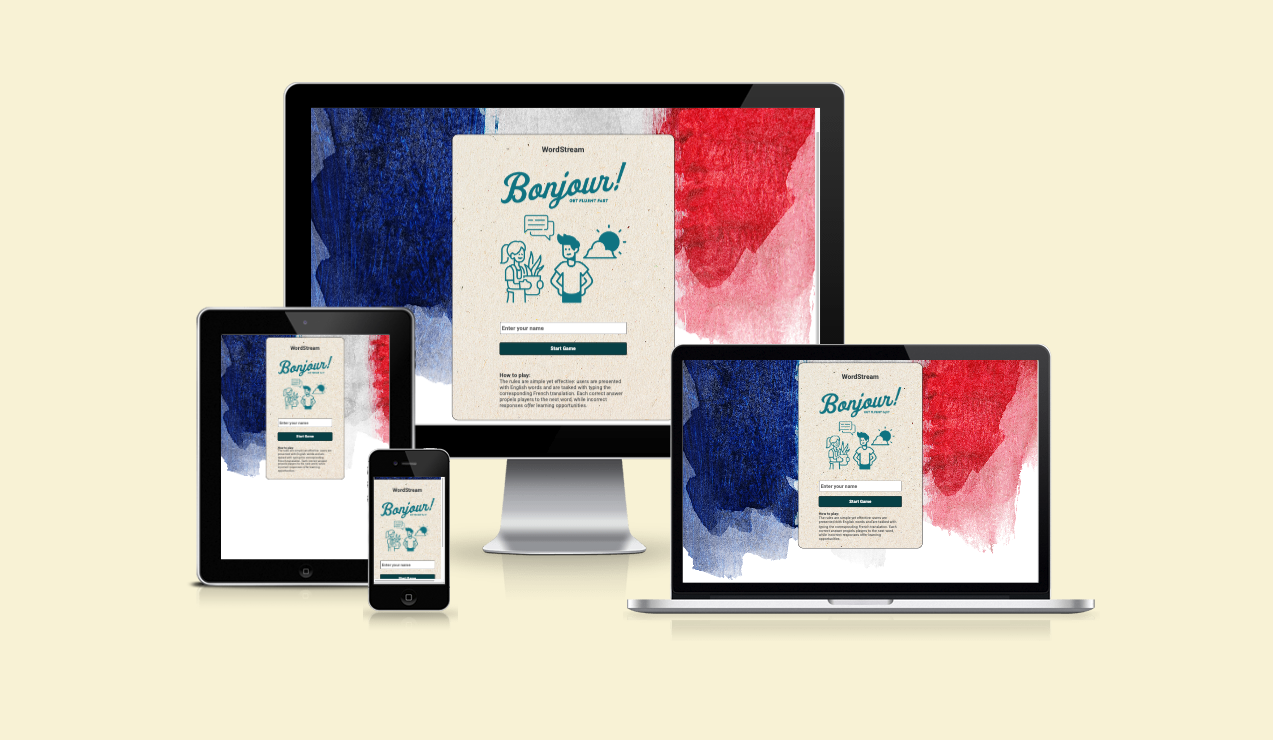 WordStream
Bonjour!
GET FLUENT FAST
Enter your name
Start Game
How to play:
The rules are simple yet effective: users are presented
with English words and are tasked with typing the
corresponding French translation. Each correct answer
propels players to the next word, while incorrect
responses offer learning opportunities.
WordStream
Bonjour!
GET FLUENT FAST
Enter your name
Start Game
How to play:
WordStream
Bonjour!
GET FLUENT FAST
Enter your name
Start Game
WordStream
Bonjour!
GET FLUENT FAST
Enter your name
Start Game
How to play:
The rules are simple yet effective: users are
presented with English words and are tasked with
typing the corresponding French translation. Each
correct answer propels players to the next word,
while incorrect responses offer learning
opportunities.